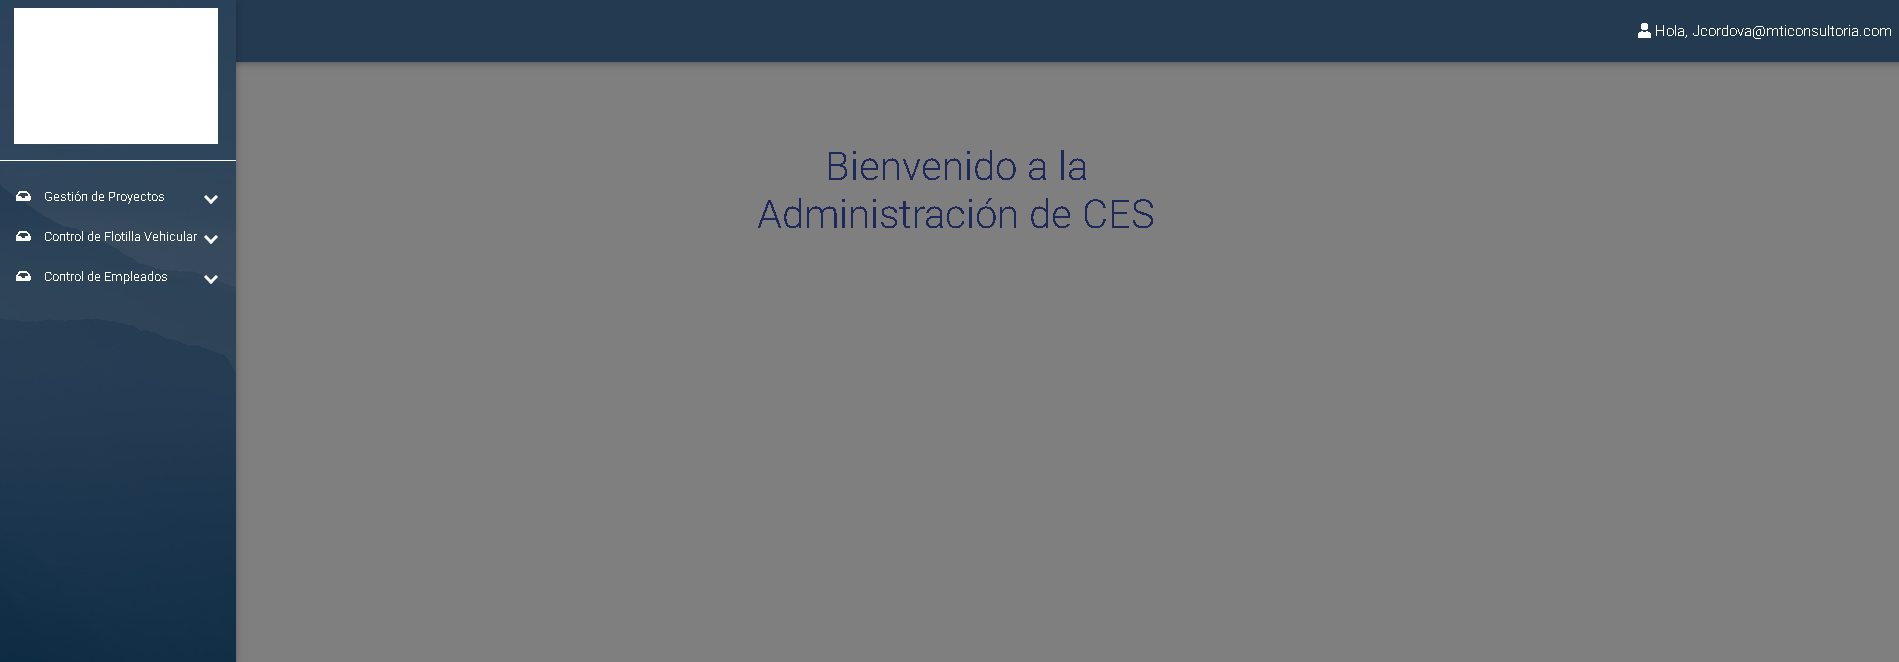 Hola, Jcordova@mticonsultoria.com
Gestión de Proyectos
Control de Flotilla Vehicular
Control de Empleados
Bienvenido a la
Administración de CES